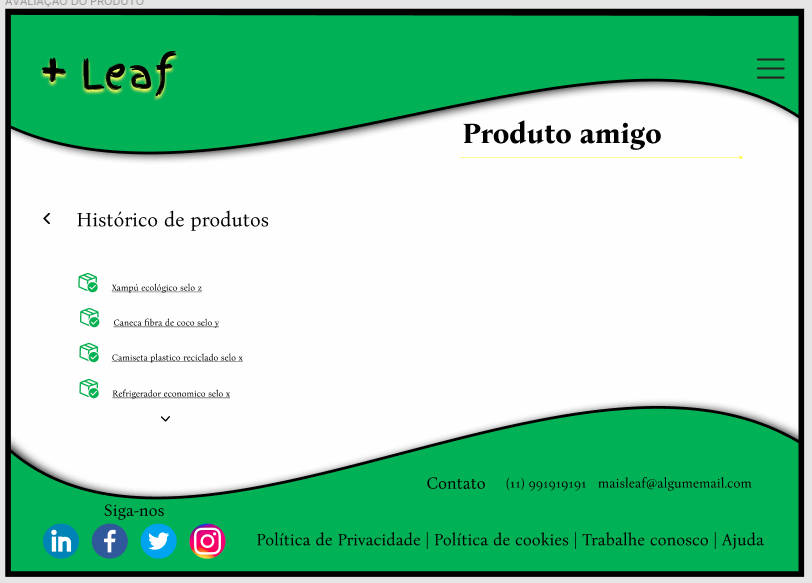 AVALIAÇÃO DO PRODUTO
+ Leaf
Produto amigo
Histórico de produtos
Xampú ecológico selo z
Caneca fibra de coco selo y
Camiseta plastico reciclado selo x
Refrigerador economico selo x
Contato (11) 991919191 maisleaf@algumemail.com
Siga-nos
in f
Política de Privacidade | Política de cookies | Trabalhe conosco | Ajuda